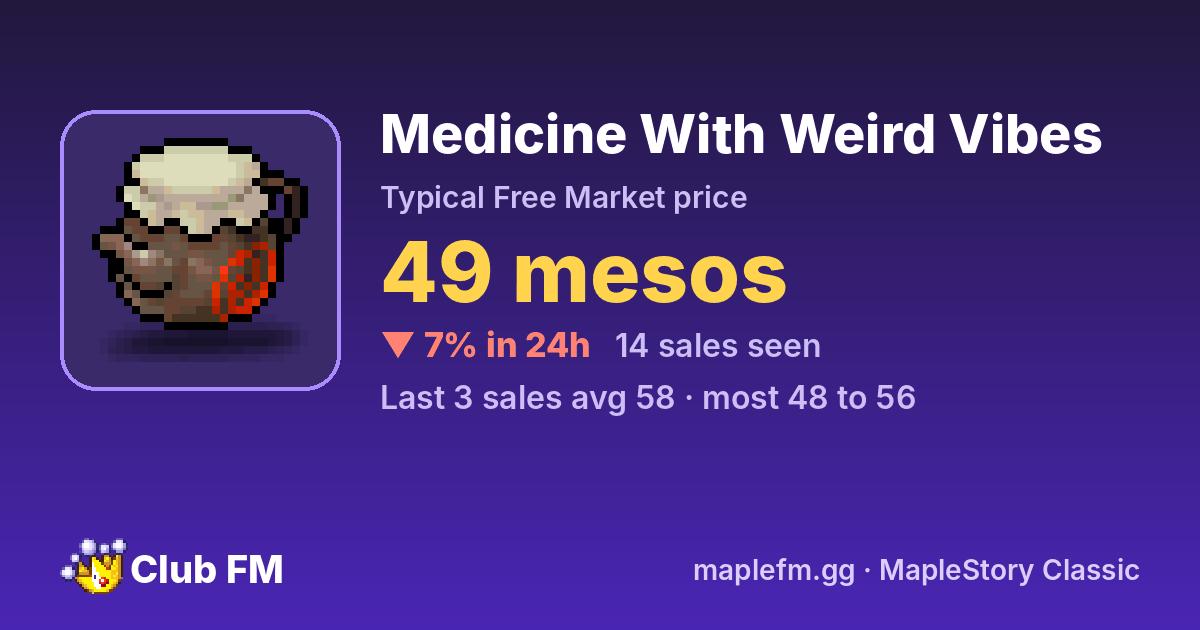 Medicine With Weird Vibes
Typical Free Market price
49 mesos
▼ 7% in 24h 14 sales seen
Last 3 sales avg 58 · most 48 to 56
Club FM
maplefm.gg · MapleStory Classic